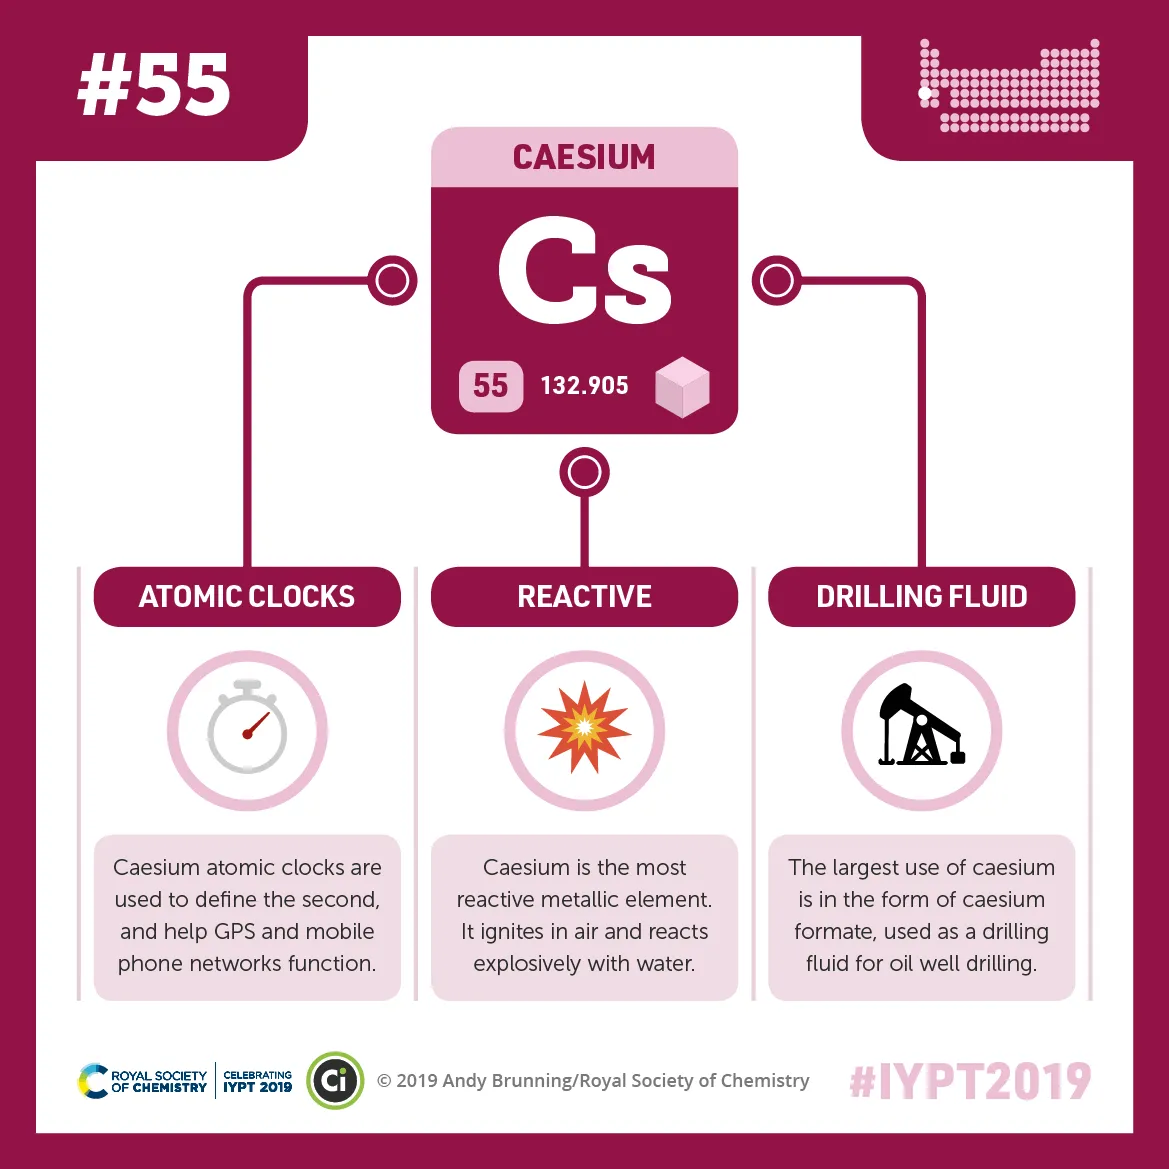 #55
CAESIUM
Cs
55
132.905
ATOMIC CLOCKS
Caesium atomic clocks are
used to define the second,
and help GPS and mobile
phone networks function.
REACTIVE
Caesium is the most
reactive metallic element.
It ignites in air and reacts
explosively with water.
DRILLING FLUID
The largest use of caesium
is in the form of caesium
formate, used as a drilling
fluid for oil well drilling.
ROYAL SOCIETY
OF CHEMISTRY
CELEBRATING
IYPT 2019
Ci
© 2019 Andy Brunning/Royal Society of Chemistry
#IYPT2019